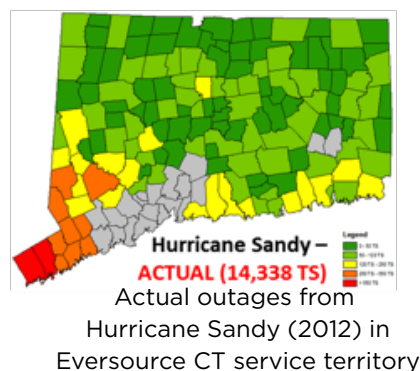 Hurricane Sandy –
ACTUAL (14,338 TS)
Legend
Actual outages from
Hurricane Sandy (2012) in
Eversource CT service territory